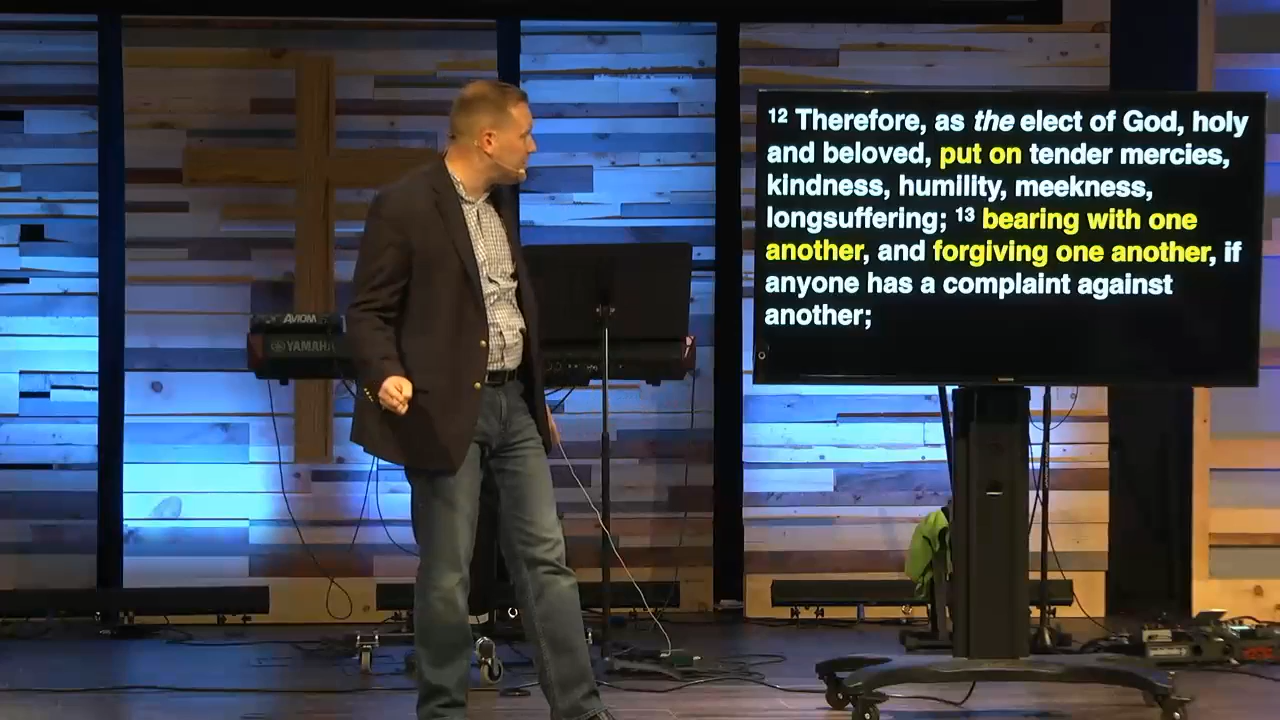 12 Therefore, as the elect of God, holy
and beloved, put on tender mercies,
kindness, humility, meekness,
longsuffering; 13 bearing with one
another, and forgiving one another, if
anyone has a complaint against
another;
AVIOM
YAMAHA